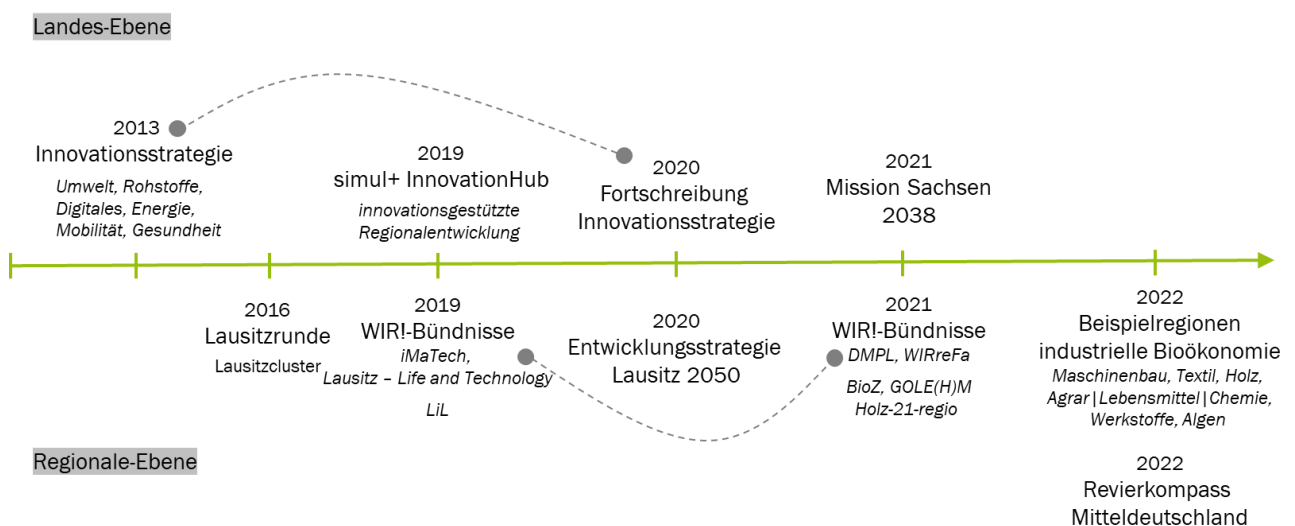 Landes-Ebene
2013
Innovationsstrategie
Umwelt, Rohstoffe,
Digitales, Energie,
Mobilität, Gesundheit
2019
simul+ InnovationHub
innovationsgestützte
Regionalentwicklung
2020
Fortschreibung
Innovationsstrategie
2021
Mission Sachsen
2038
2016
Lausitzrunde
Lausitzcluster
2019
WIR!-Bündnisse
iMaTech,
Lausitz – Life and Technology
LiL
2020
Entwicklungsstrategie
Lausitz 2050
2021
WIR!-Bündnisse
DMPL, WIRreFa
BioZ, GOLE(H)M
Holz-21-regio
2022
Beispielregionen
industrielle Bioökonomie
Maschinenbau, Textil, Holz,
Agrar|Lebensmittel|Chemie,
Werkstoffe, Algen
2022
Revierkompass
Mitteldeutschland
Regionale-Ebene